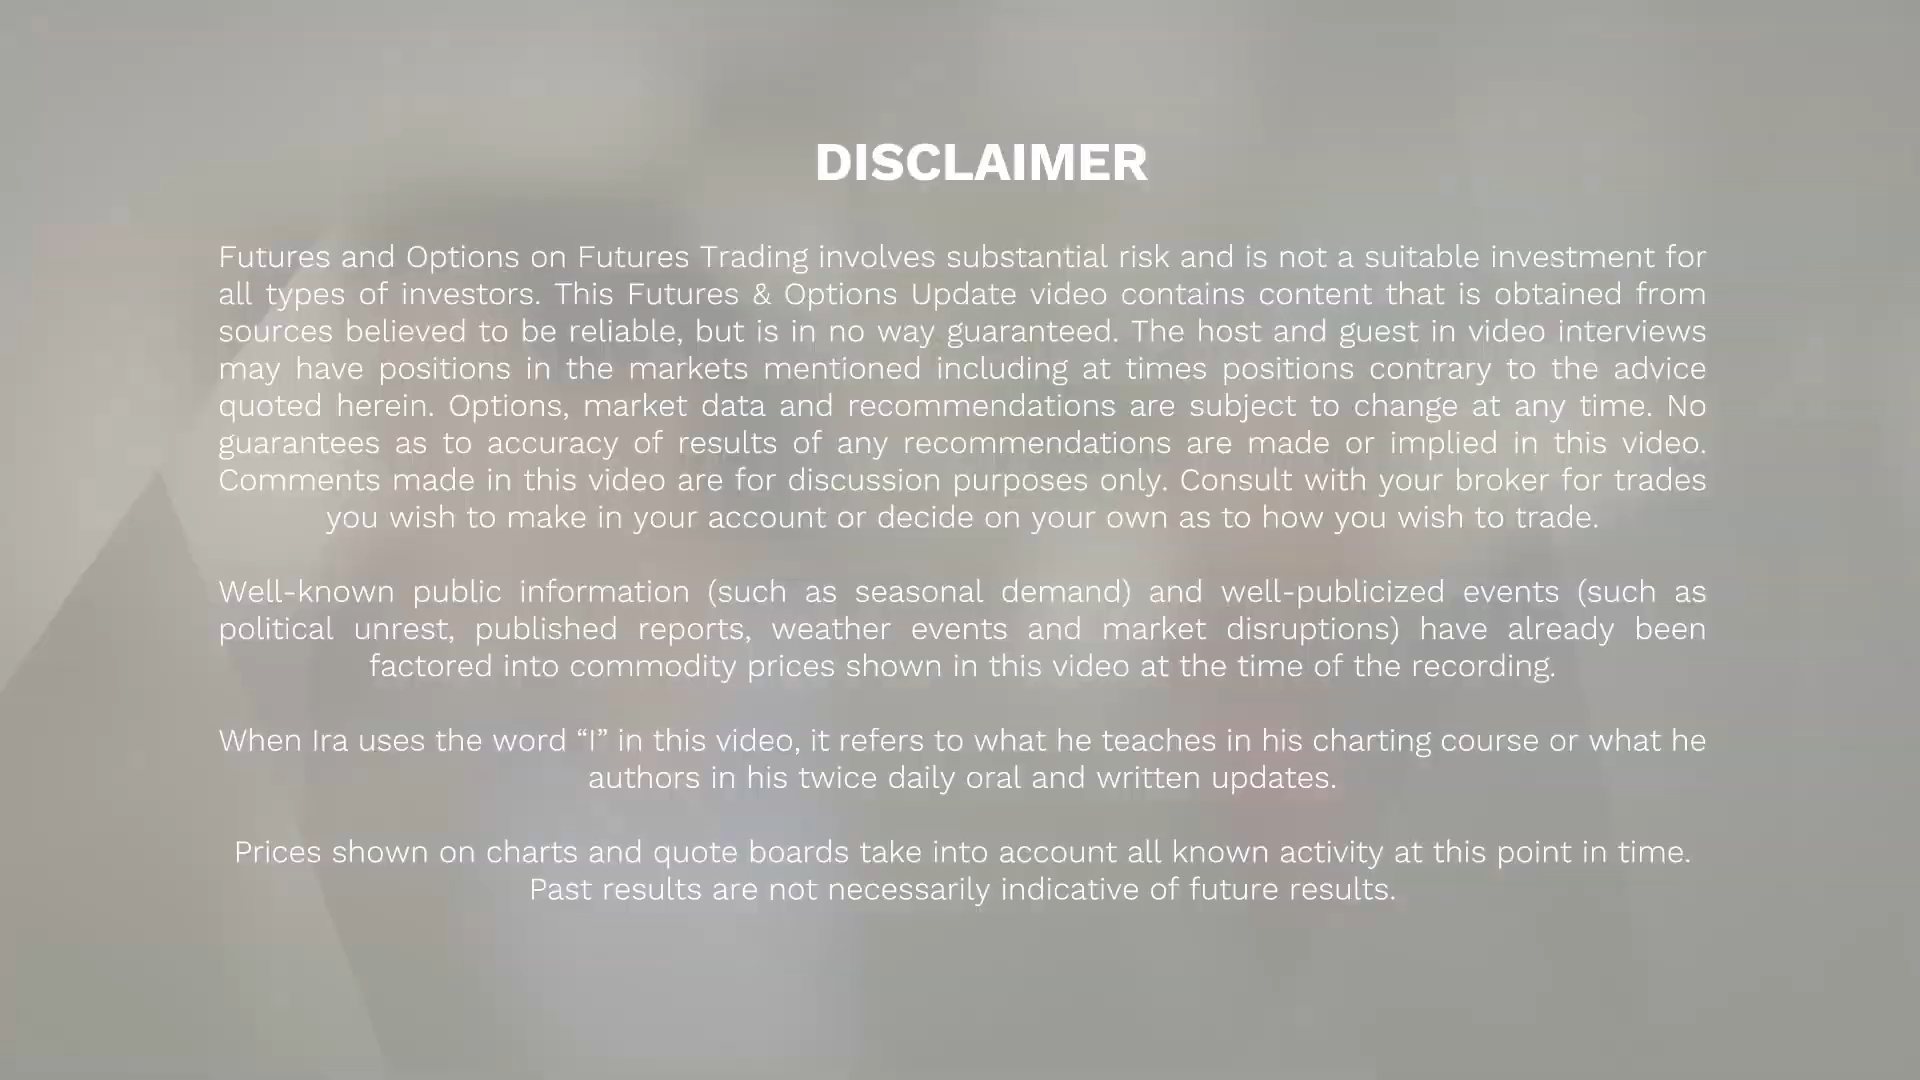 DISCLAIMER
Futures and Options on Futures Trading involves substantial risk and is not a suitable investment for
all types of investors. This Futures & Options Update video contains content that is obtained from
sources believed to be reliable, but is in no way guaranteed. The host and guest in video interviews
may have positions in the markets mentioned including at times positions contrary to the advice
quoted herein. Options, market data and recommendations are subject to change at any time. No
guarantees as to accuracy of results of any recommendations are made or implied in this video.
Comments made in this video are for discussion purposes only. Consult with your broker for trades
you wish to make in your account or decide on your own as to how you wish to trade.
Well-known public information (such as seasonal demand) and well-publicized events (such as
political unrest, published reports, weather events and market disruptions) have already been
factored into commodity prices shown in this video at the time of the recording.
When Ira uses the word “I” in this video, it refers to what he teaches in his charting course or what he
authors in his twice daily oral and written updates.
Prices shown on charts and quote boards take into account all known activity at this point in time.
Past results are not necessarily indicative of future results.